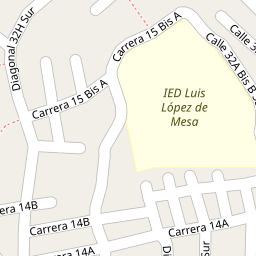 Diagonal 32H Sur
Carrera 15 Bis A
Calle 32A Bis B
Carrera 15 Bis A
IED Luis
López de
Mesa
Carrera 14B
Carrera 14B
Carrera 14A
Carrera 14A
Sur